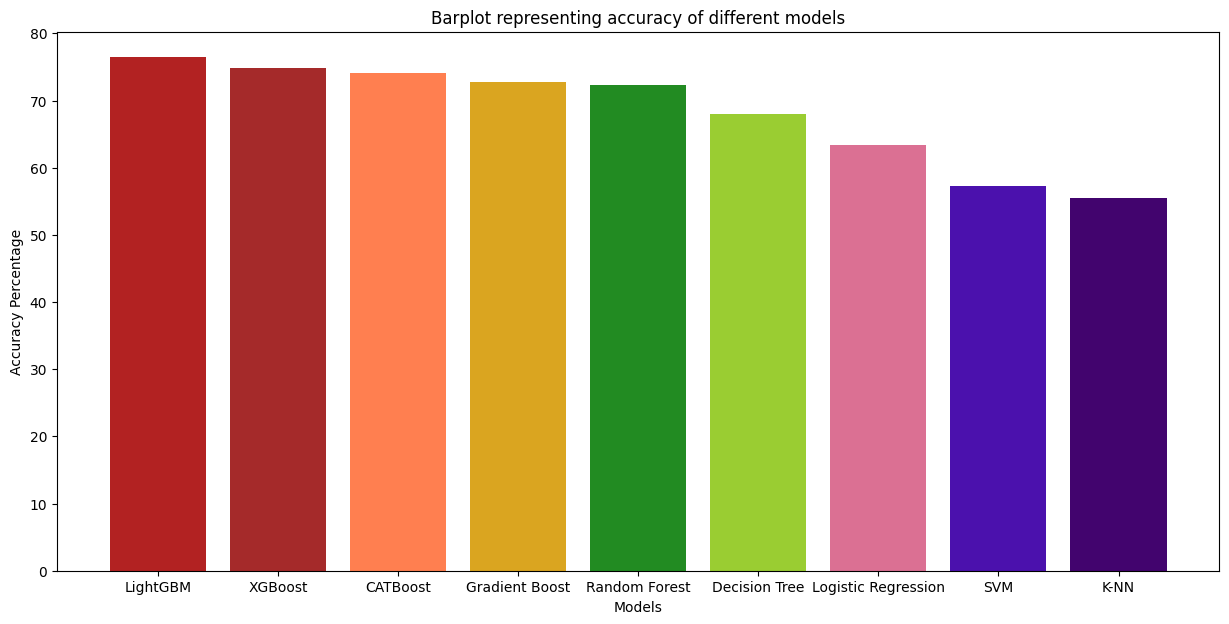 Barplot representing accuracy of different models
80
70
60
50
40
30
20
10
0
Accuracy Percentage
LightGBM XGBoost CATBoost Gradient Boost Random Forest Decision Tree Logistic Regression SVM K-NN
Models